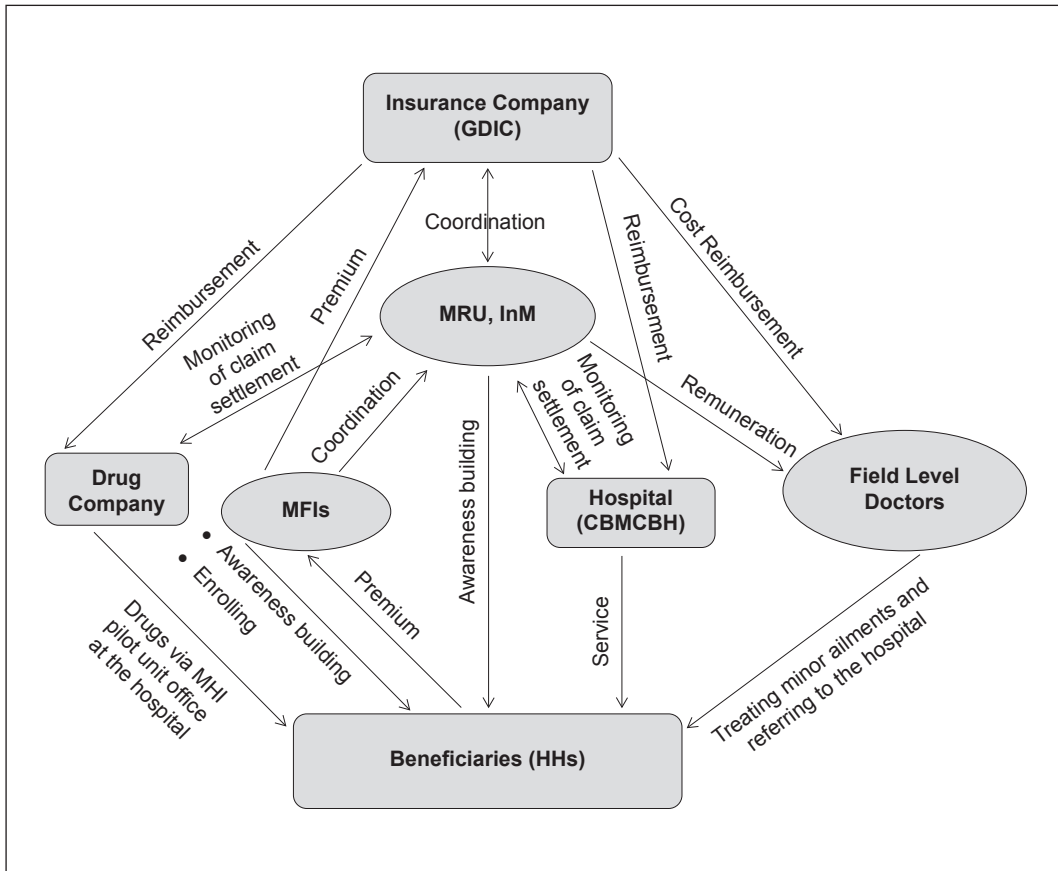 Insurance Company
(GDIC)
Coordination
Reimbursement
Premium
Reimbursement
Cost Reimbursement
MRU, InM
Monitoring
of claim
settlement
Coordination
Awareness building
Monitoring
of claim
settlement
Remuneration
Drug
Company
MFIs
Hospital
(CBMCBH)
Field Level
Doctors
• Awareness building
• Enrolling
Premium
Service
Drugs via MHI
pilot unit office
at the hospital
Treating minor ailments and
referring to the hospital
Beneficiaries (HHs)